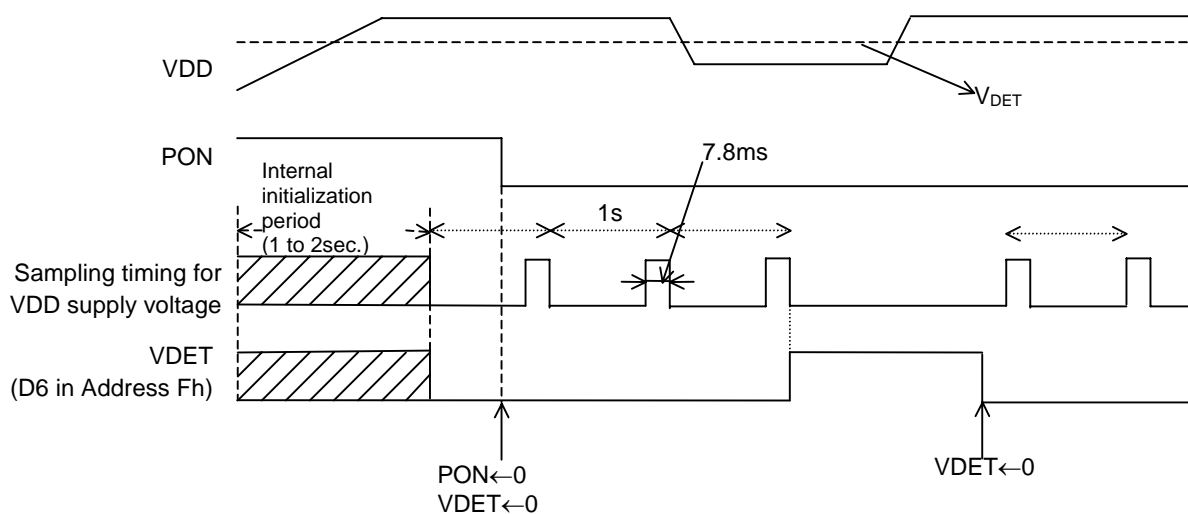 VDD
VDET
PON
7.8ms
Internal
initialization
period
(1 to 2sec.)
1s
Sampling timing for
VDD supply voltage
VDET
(D6 in Address Fh)
PON←0
VDET←0
VDET←0